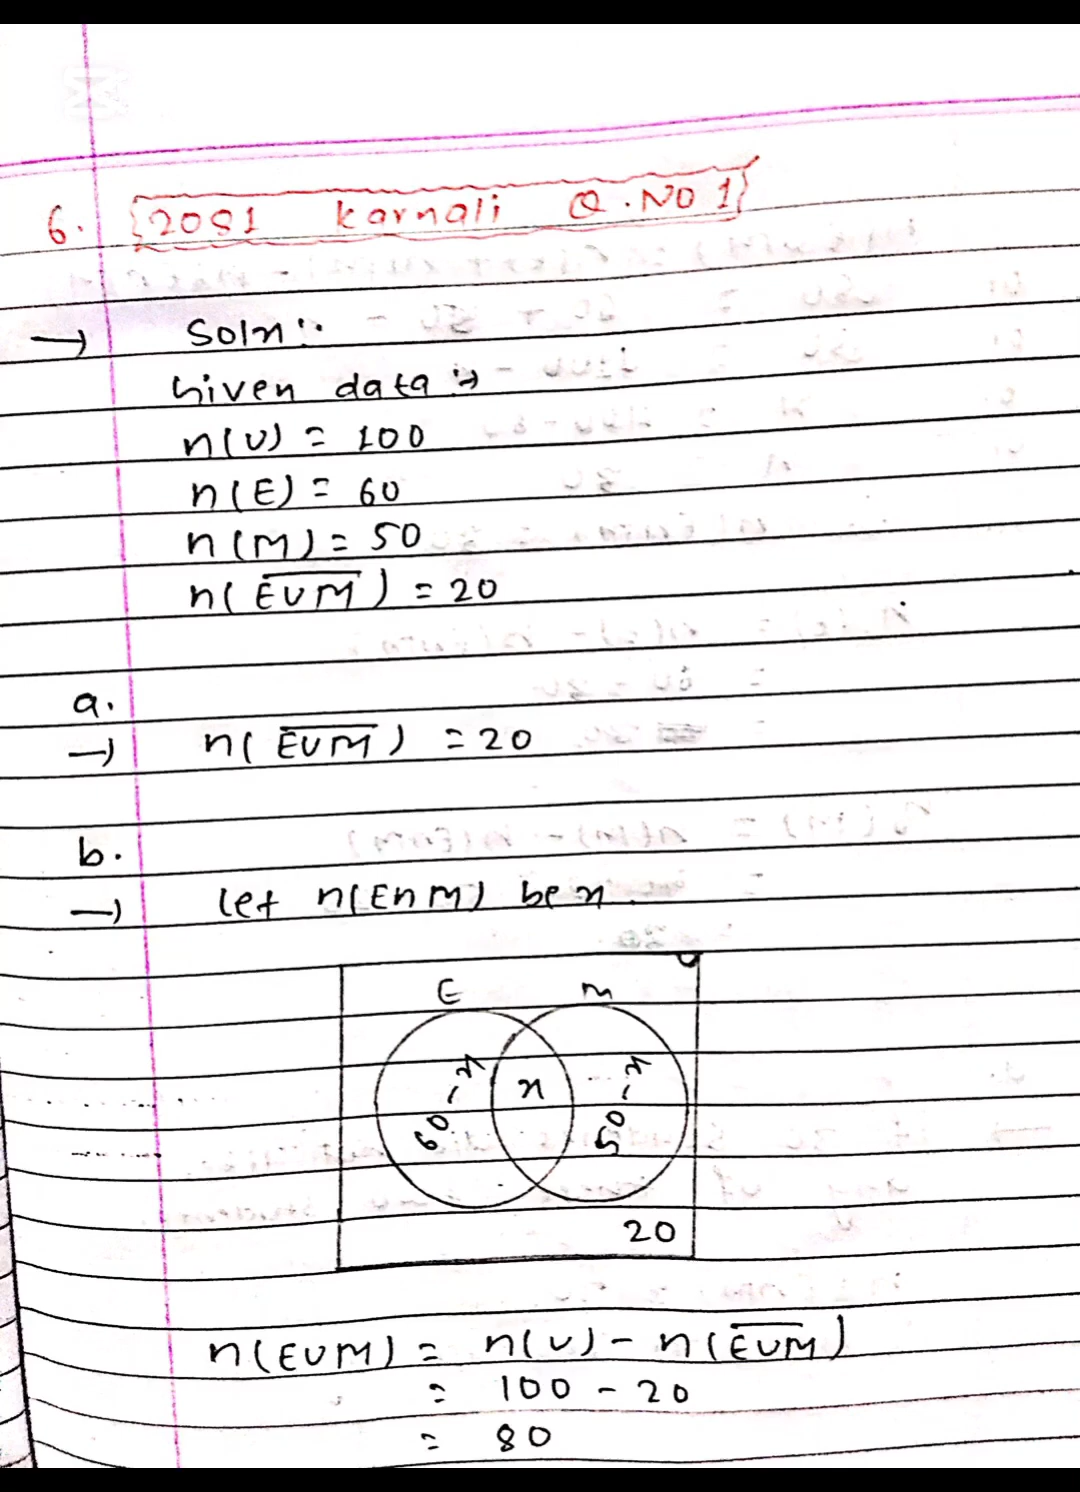 6. 2081 karnali Q.NO 1
→ Soln:
Given data :→
n(U) = 100
n(E) = 60
n(M) = 50
n(E∪M)̅ = 20
a.
→ n(E∪M)̅ = 20
b.
→ let n(E∩M) be x.
U
E M
60-x x 50-x
20
n(E∪M) = n(U) - n(E∪M)̅
= 100 - 20
= 80